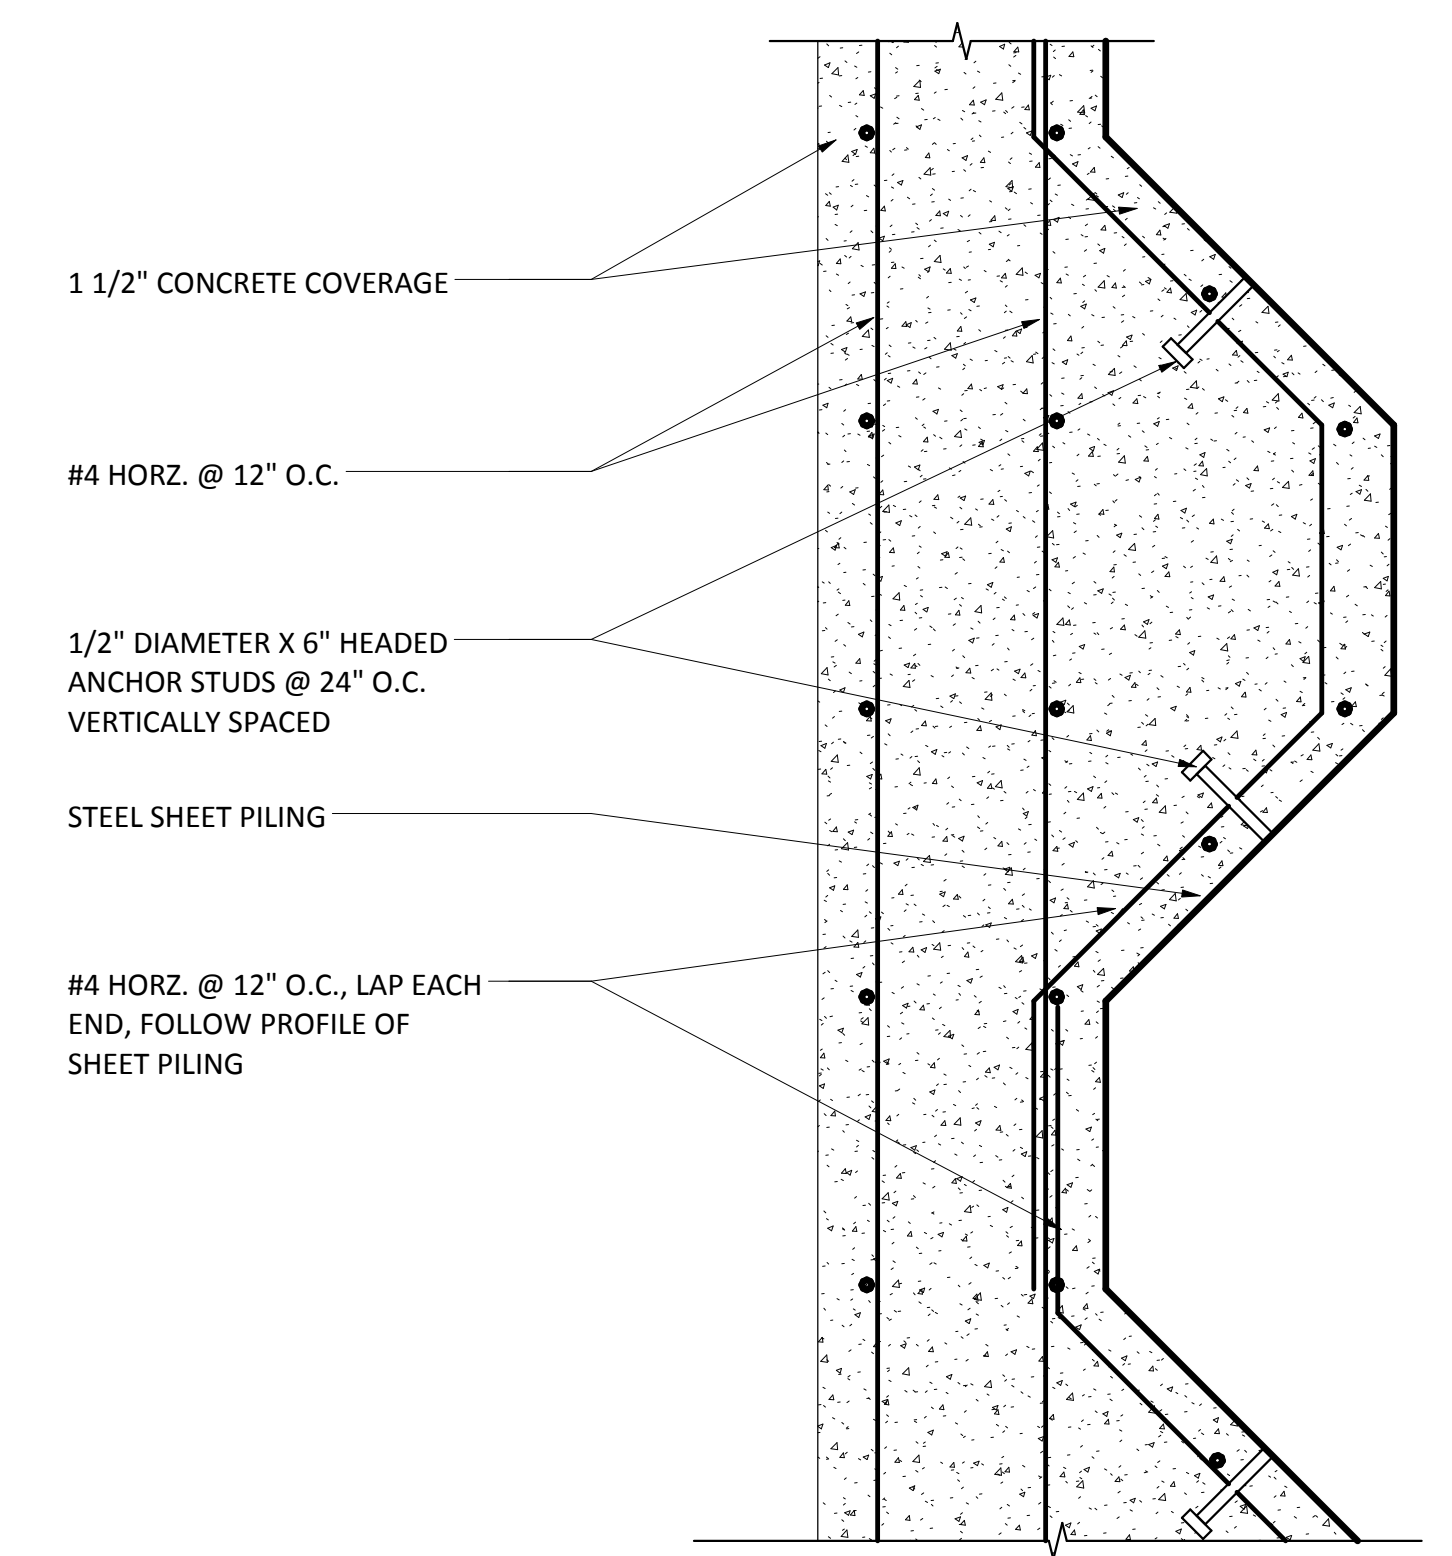 1 1/2" CONCRETE COVERAGE
#4 HORZ. @ 12" O.C.
1/2" DIAMETER X 6" HEADED
ANCHOR STUDS @ 24" O.C.
VERTICALLY SPACED
STEEL SHEET PILING
#4 HORZ. @ 12" O.C., LAP EACH
END, FOLLOW PROFILE OF
SHEET PILING